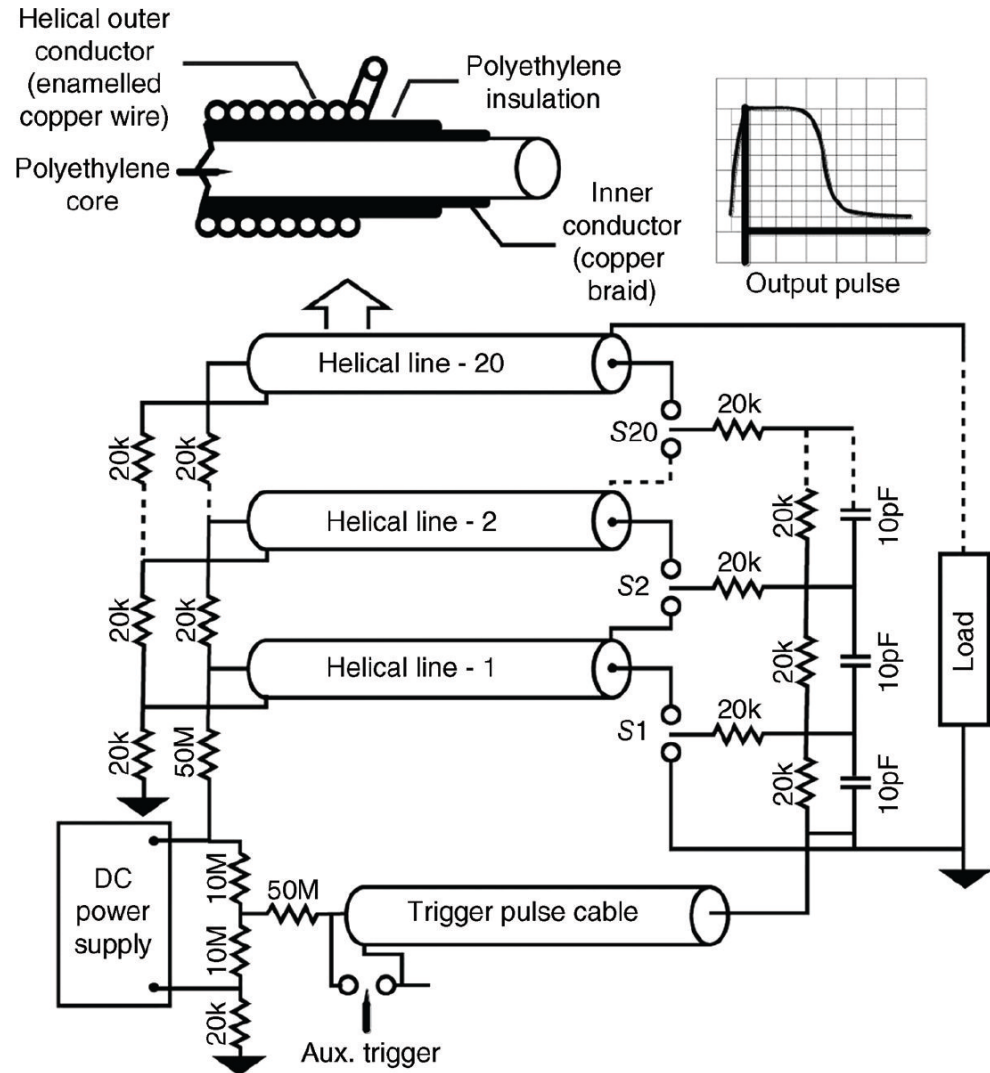 Helical outer
conductor
(enamelled
copper wire)
Polyethylene
insulation
Polyethylene
core
Inner
conductor
(copper
braid)
Output pulse
Helical line - 20
20k
S20
20k
20k
Helical line - 2
20k
10pF
20k
S2
20k
20k
Helical line - 1
20k
10pF
20k
S1
20k
50M
20k
10pF
Load
DC
power
supply
10M
50M
Trigger pulse cable
10M
20k
Aux. trigger